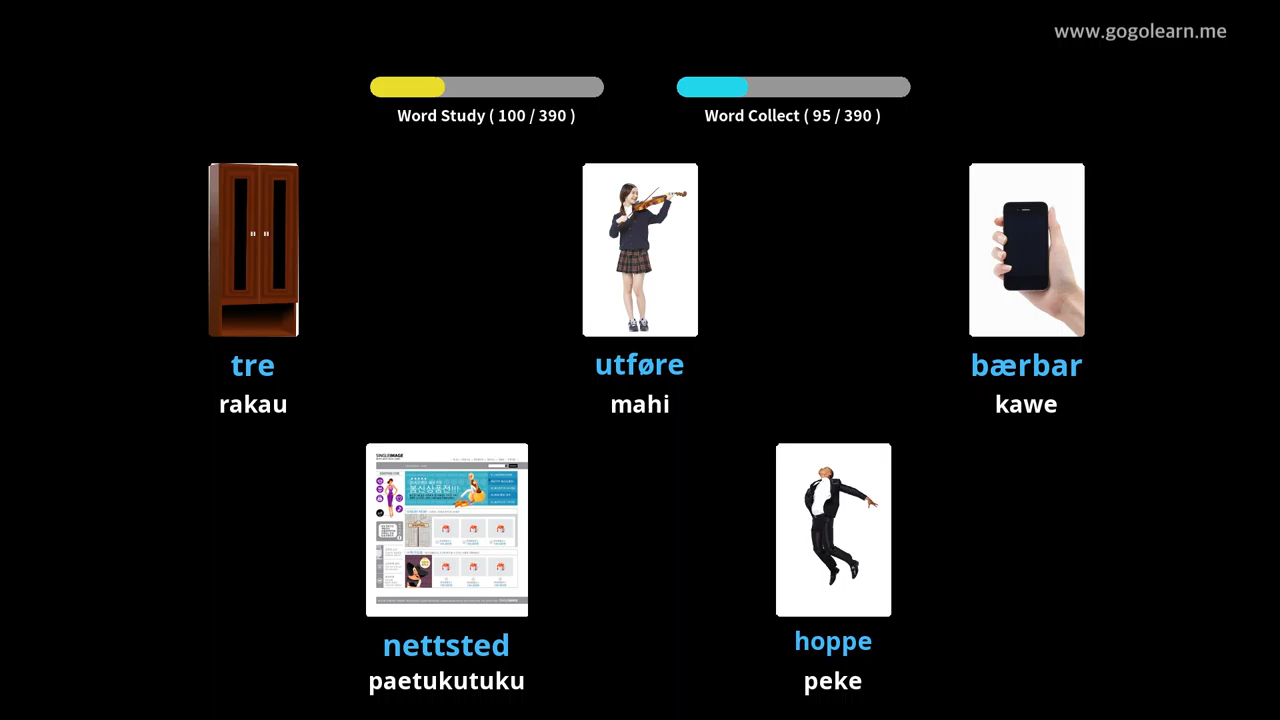 www.gogolearn.me
Word Study ( 100 / 390 )
Word Collect ( 95 / 390 )
tre
rakau
utføre
mahi
bærbar
kawe
SINGLEIMAGE
nettsted
paetukutuku
hoppe
peke